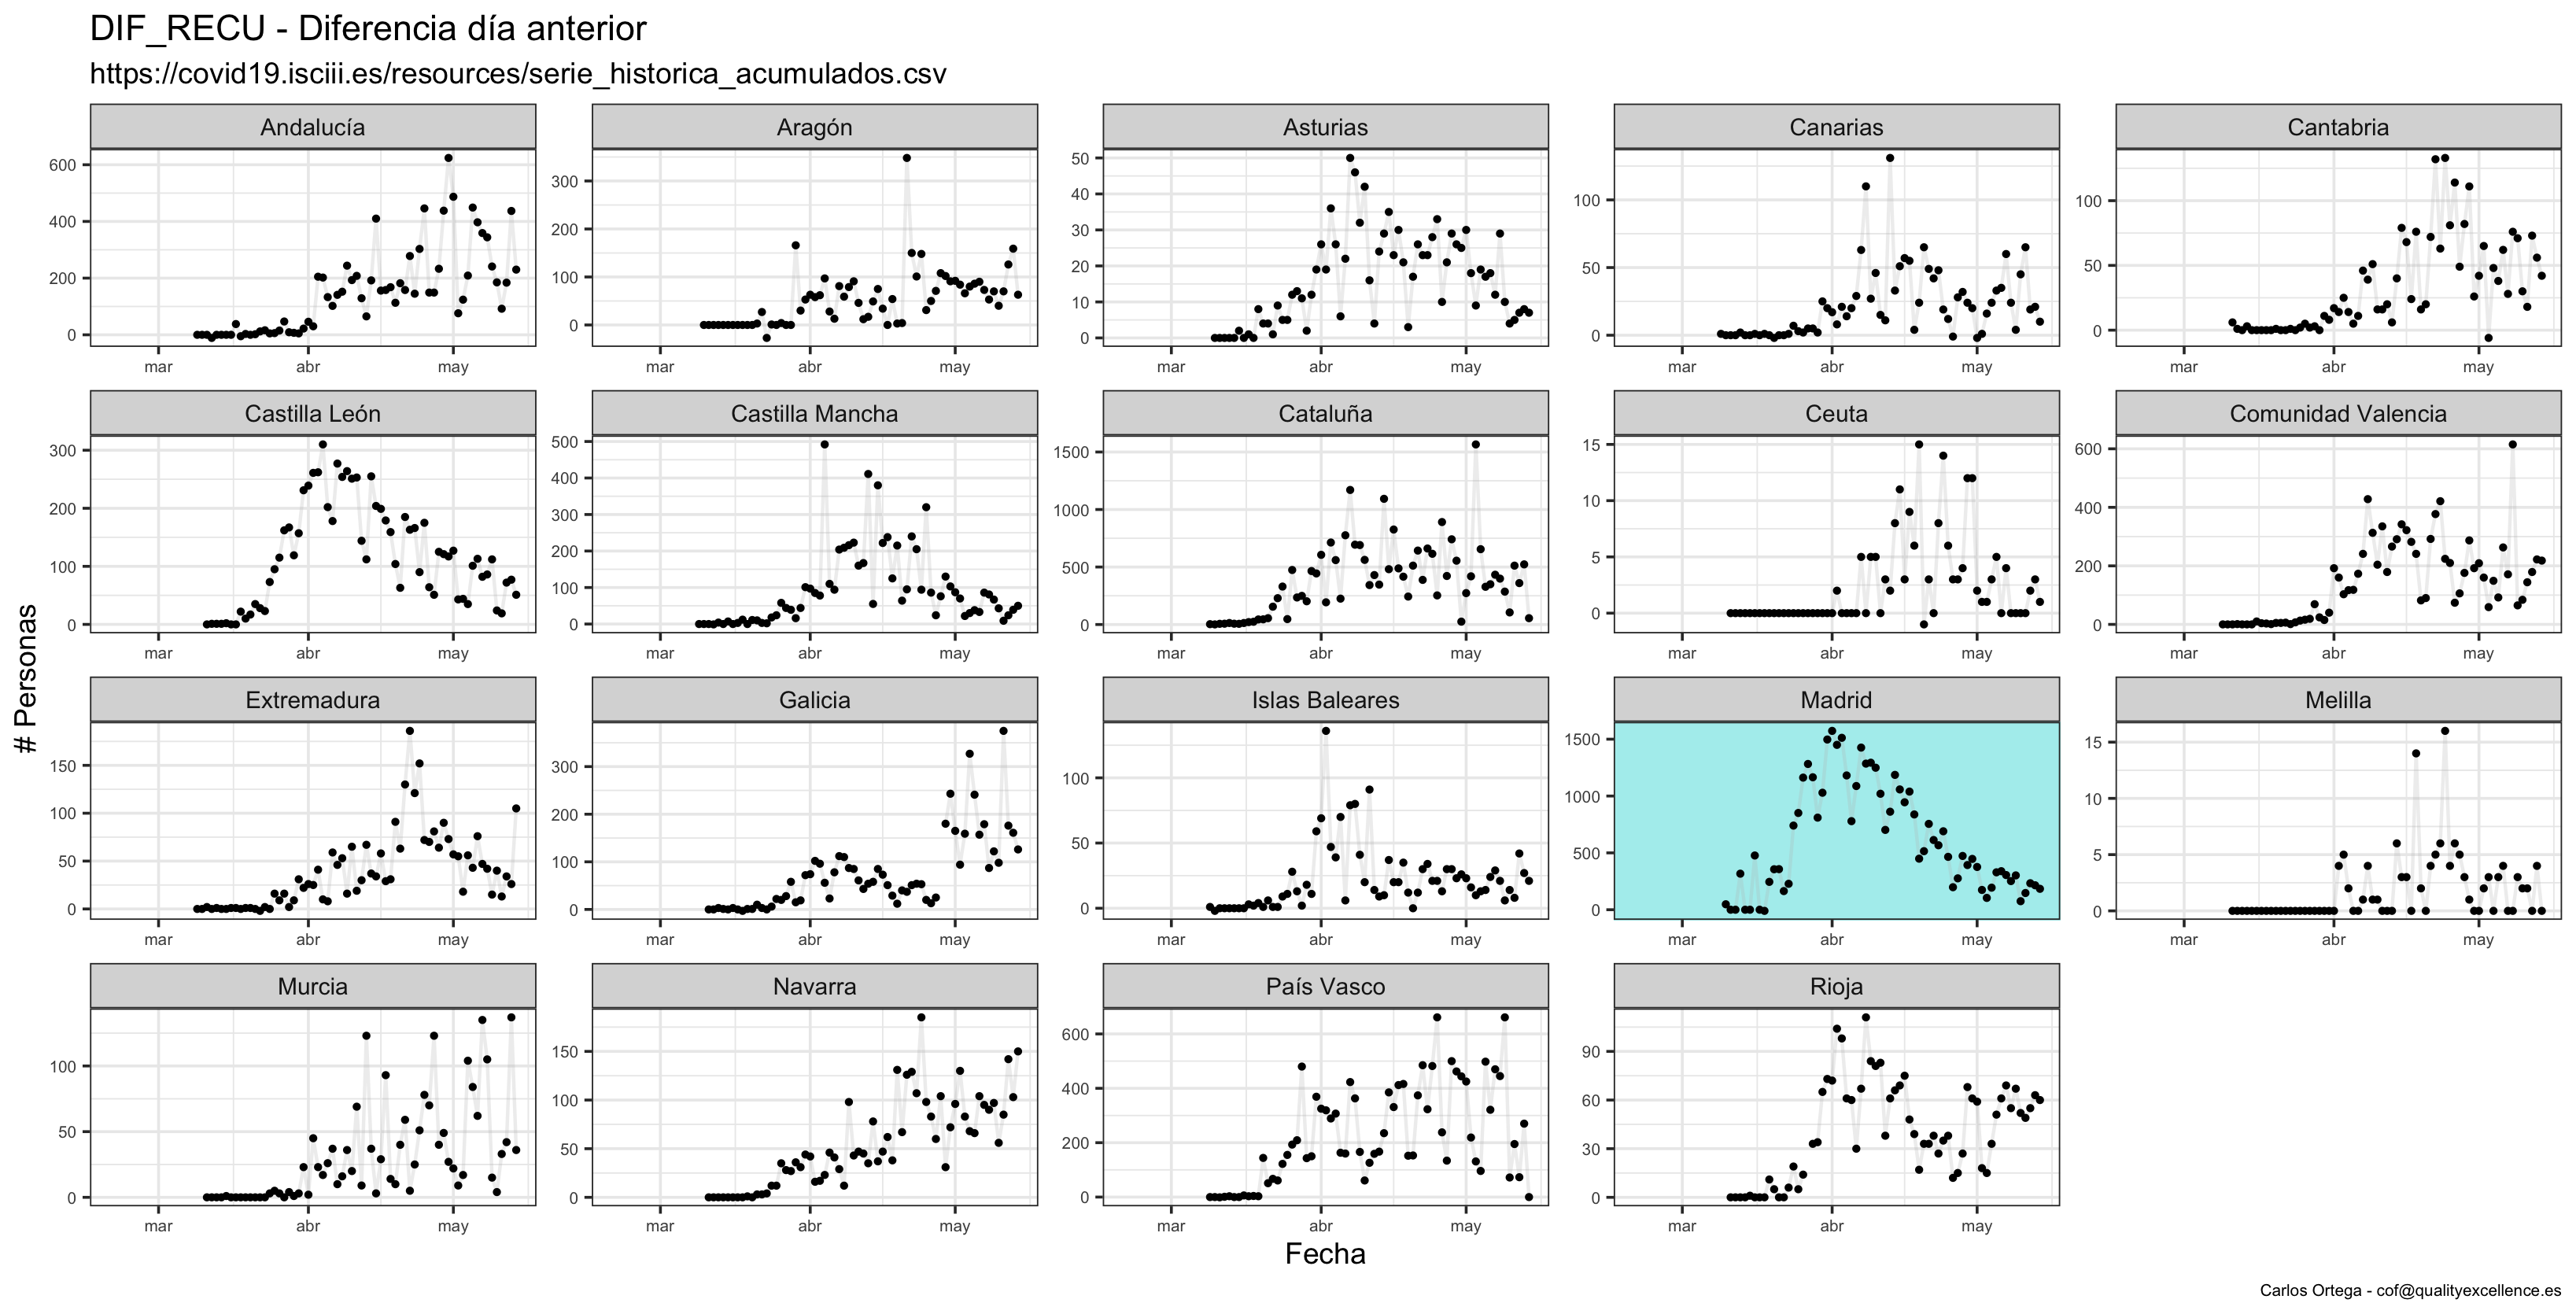 DIF_RECU - Diferencia día anterior
https://covid19.isciii.es/resources/serie_historica_acumulados.csv
# Personas
Andalucía
600
400
200
0
mar abr may
Aragón
300
200
100
0
mar abr may
Asturias
50
40
30
20
10
0
mar abr may
Canarias
100
50
0
mar abr may
Cantabria
100
50
0
mar abr may
Castilla León
300
200
100
0
mar abr may
Castilla Mancha
500
400
300
200
100
0
mar abr may
Cataluña
1500
1000
500
0
mar abr may
Ceuta
15
10
5
0
mar abr may
Comunidad Valencia
600
400
200
0
mar abr may
Extremadura
150
100
50
0
mar abr may
Galicia
300
200
100
0
mar abr may
Islas Baleares
100
50
0
mar abr may
Madrid
1500
1000
500
0
mar abr may
Melilla
15
10
5
0
mar abr may
Murcia
100
50
0
mar abr may
Navarra
150
100
50
0
mar abr may
País Vasco
600
400
200
0
mar abr may
Rioja
90
60
30
0
mar abr may
Fecha
Carlos Ortega - cof@qualityexcellence.es